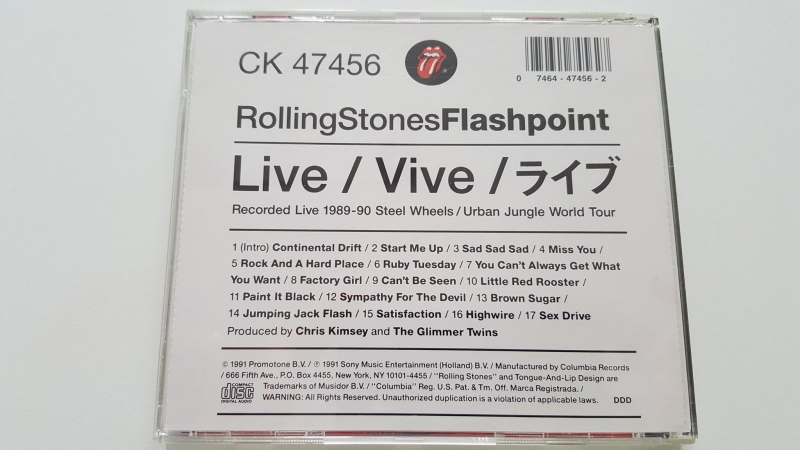 CK 47456
0 7464-47456-2
RollingStonesFlashpoint
Live / Vive / ライブ
Recorded Live 1989-90 Steel Wheels / Urban Jungle World Tour
1 (Intro) Continental Drift / 2 Start Me Up / 3 Sad Sad Sad / 4 Miss You /
5 Rock And A Hard Place / 6 Ruby Tuesday / 7 You Can't Always Get What
You Want / 8 Factory Girl / 9 Can't Be Seen / 10 Little Red Rooster /
11 Paint It Black / 12 Sympathy For The Devil / 13 Brown Sugar /
14 Jumping Jack Flash / 15 Satisfaction / 16 Highwire / 17 Sex Drive
Produced by Chris Kimsey and The Glimmer Twins
© 1991 Promotone B.V. / ℗ 1991 Sony Music Entertainment (Holland) B.V. / Manufactured by Columbia Records
/ 666 Fifth Ave., P.O. Box 4455, New York, NY 10101-4455 / "Rolling Stones" and Tongue-And-Lip Design are
Trademarks of Musidor B.V. / "Columbia" Reg. U.S. Pat. & Tm. Off. Marca Registrada. /
WARNING: All Rights Reserved. Unauthorized duplication is a violation of applicable laws. DDD
COMPACT
disc
DIGITAL AUDIO